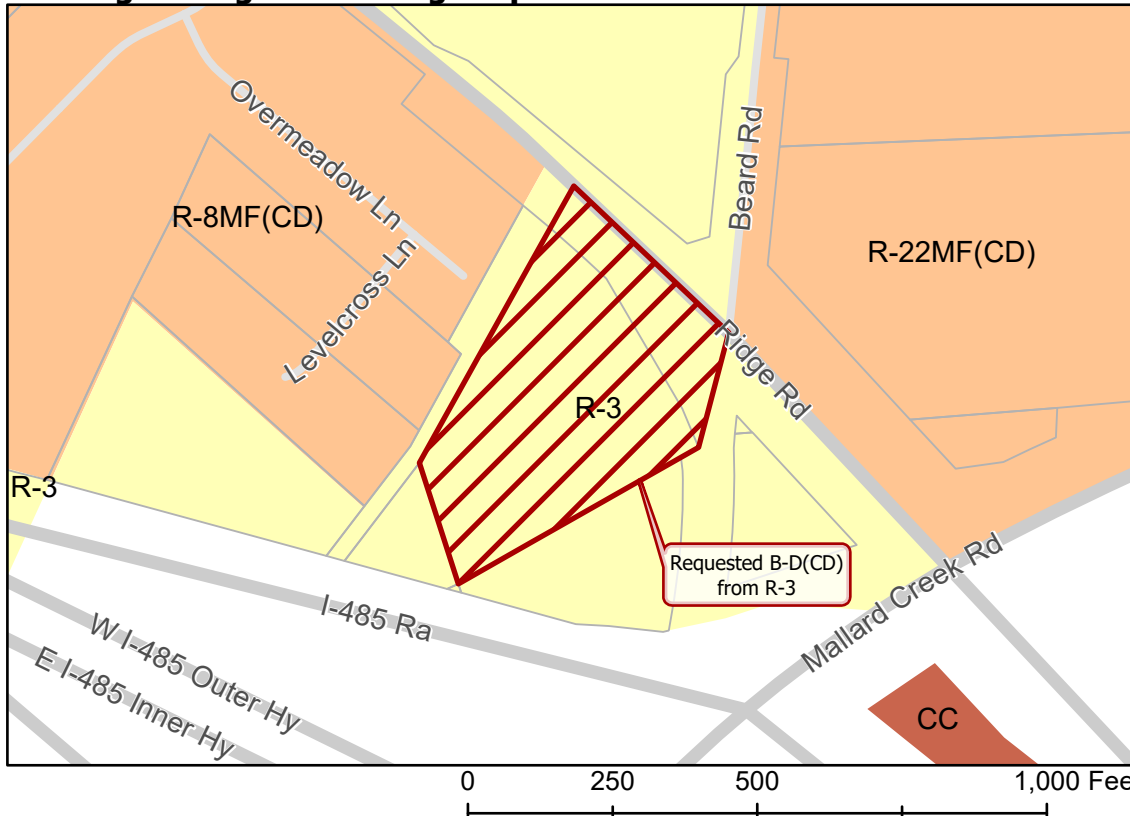 Overmeadow Ln
Beard Rd
R-8MF(CD)
R-22MF(CD)
Levelcross Ln
Ridge Rd
R-3
R-3
Requested B-D(CD)
from R-3
I-485 Ra
Mallard Creek Rd
W I-485 Outer Hy
E I-485 Inner Hy
CC
0 250 500 1,000 Fee